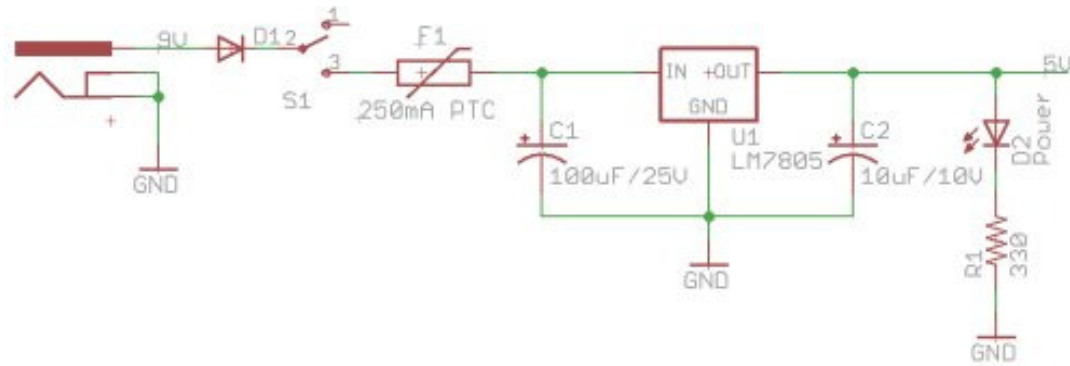 9V
D1
2
1
3
S1
F1
250mA PTC
GND
C1
100uF/25V
IN +OUT
GND
U1
LM7805
C2
10uF/10V
GND
5V
D2
Power
R1
330
GND